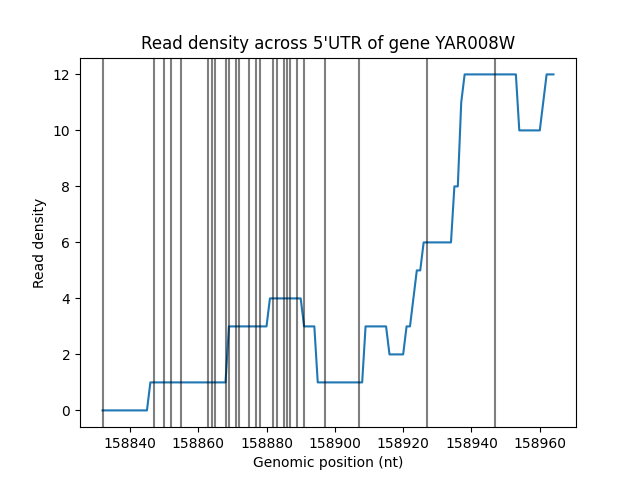 Read density across 5'UTR of gene YAR008W
12
10
8
6
4
2
0
Read density
158840 158860 158880 158900 158920 158940 158960
Genomic position (nt)